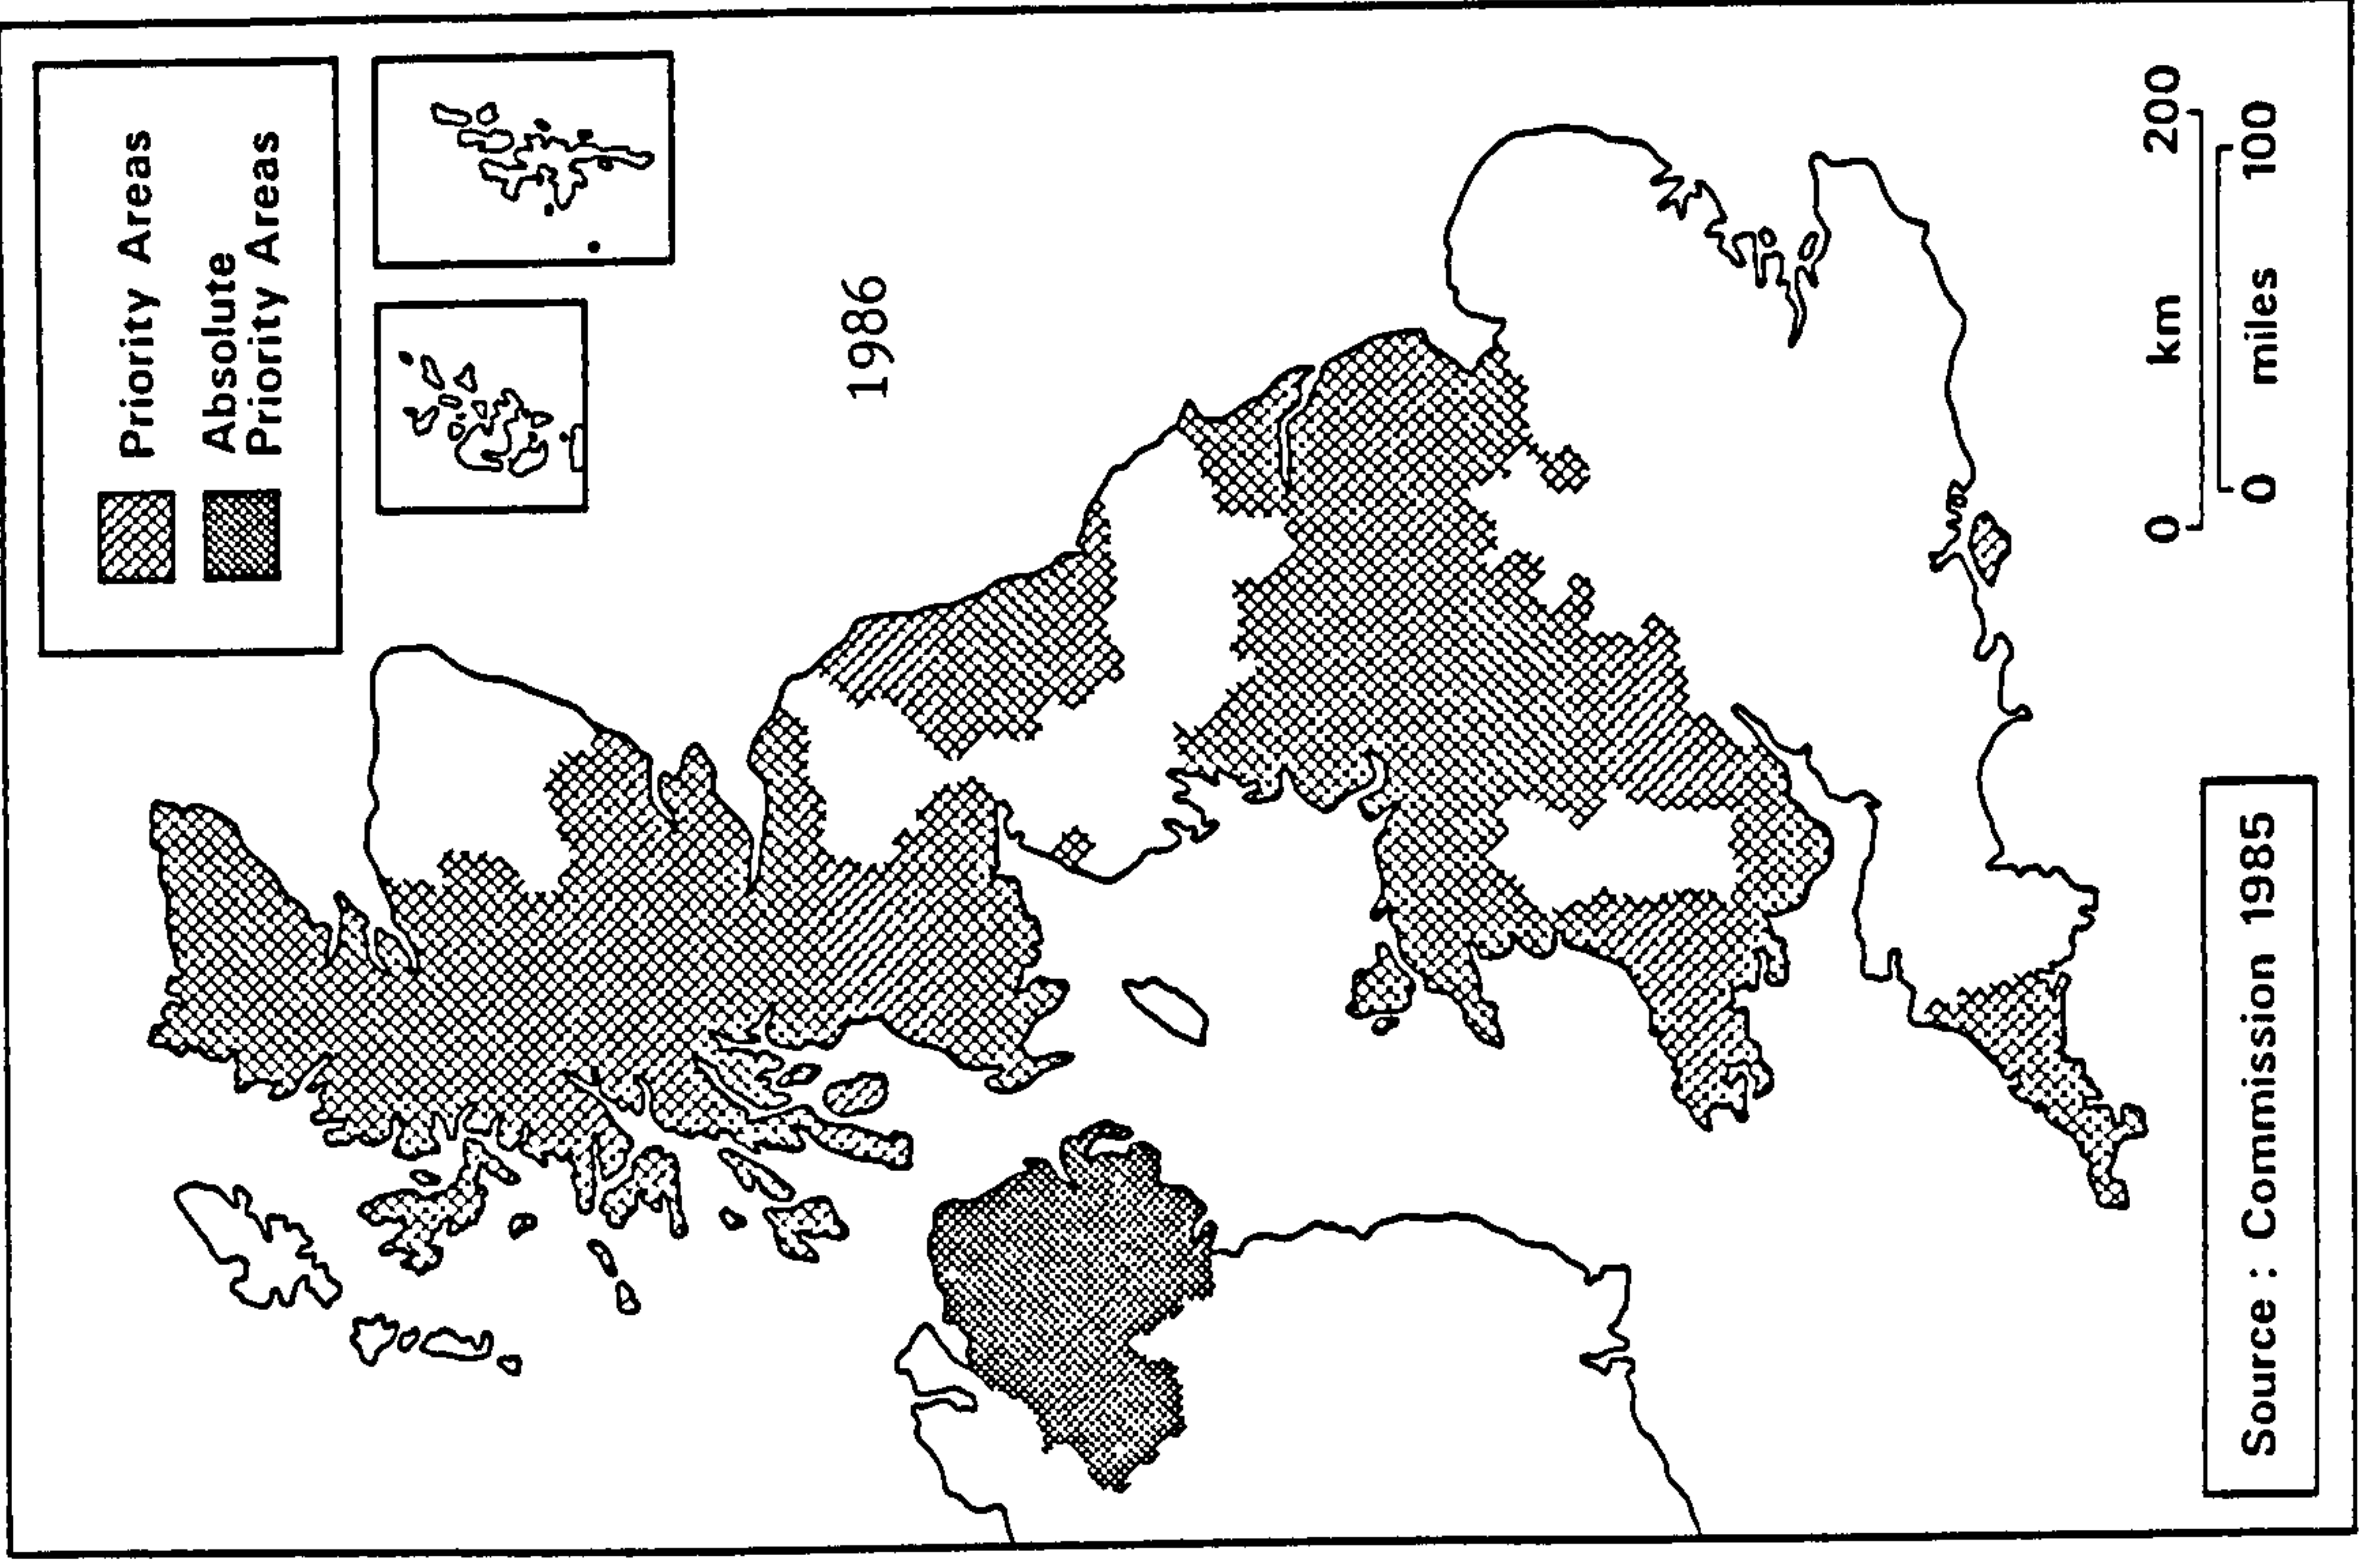 Priority Areas
Absolute
Priority Areas
1986
0 km 200
0 miles 100
Source : Commission 1985